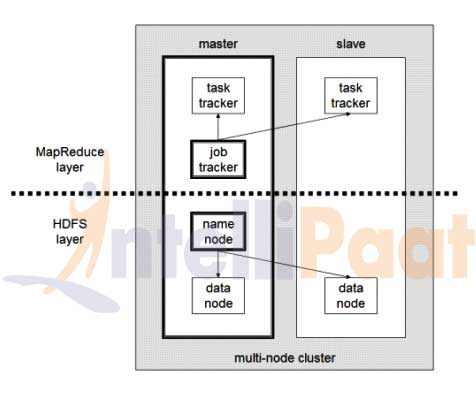 master
slave
task
tracker
task
tracker
MapReduce
layer
job
tracker
HDFS
layer
name
node
IntelliPaat
data
node
data
node
multi-node cluster